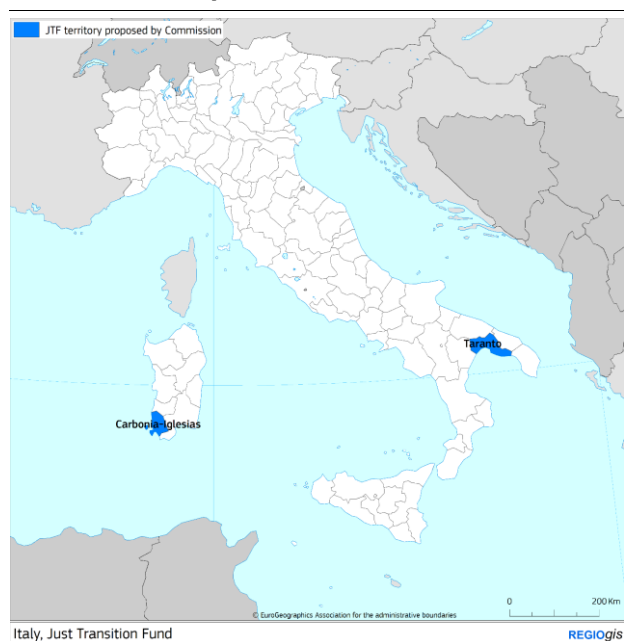 JTF territory proposed by Commission
Taranto
Carbonia-Iglesias
0 200 Km
© EuroGeographics Association for the administrative boundaries
Italy, Just Transition Fund
REGIOgis